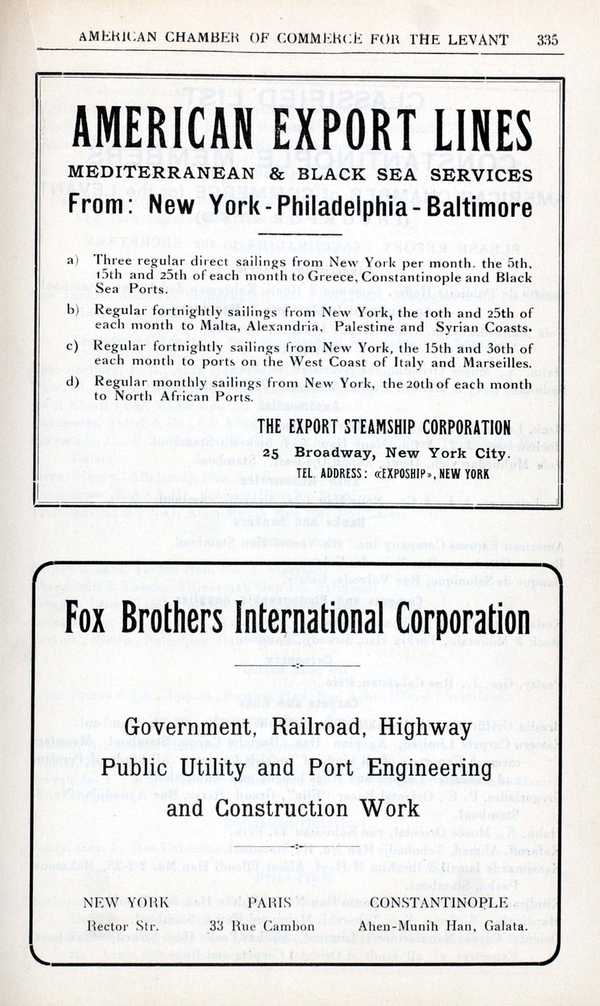 AMERICAN CHAMBER OF COMMERCE FOR THE LEVANT 335
AMERICAN EXPORT LINES
MEDITERRANEAN & BLACK SEA SERVICES
From: New York - Philadelphia - Baltimore
a) Three regular direct sailings from New York per month. the 5th,
15th and 25th of each month to Greece, Constantinople and Black
Sea Ports.
b) Regular fortnightly sailings from New York, the 10th and 25th of
each month to Malta, Alexandria, Palestine and Syrian Coasts.
c) Regular fortnightly sailings from New York, the 15th and 30th of
each month to ports on the West Coast of Italy and Marseilles.
d) Regular monthly sailings from New York, the 20th of each month
to North African Ports.
THE EXPORT STEAMSHIP CORPORATION
25 Broadway, New York City.
TEL. ADDRESS: «EXPOSHIP», NEW YORK
Fox Brothers International Corporation
Government, Railroad, Highway
Public Utility and Port Engineering
and Construction Work
NEW YORK PARIS CONSTANTINOPLE
Rector Str. 33 Rue Cambon Ahen-Munih Han, Galata.